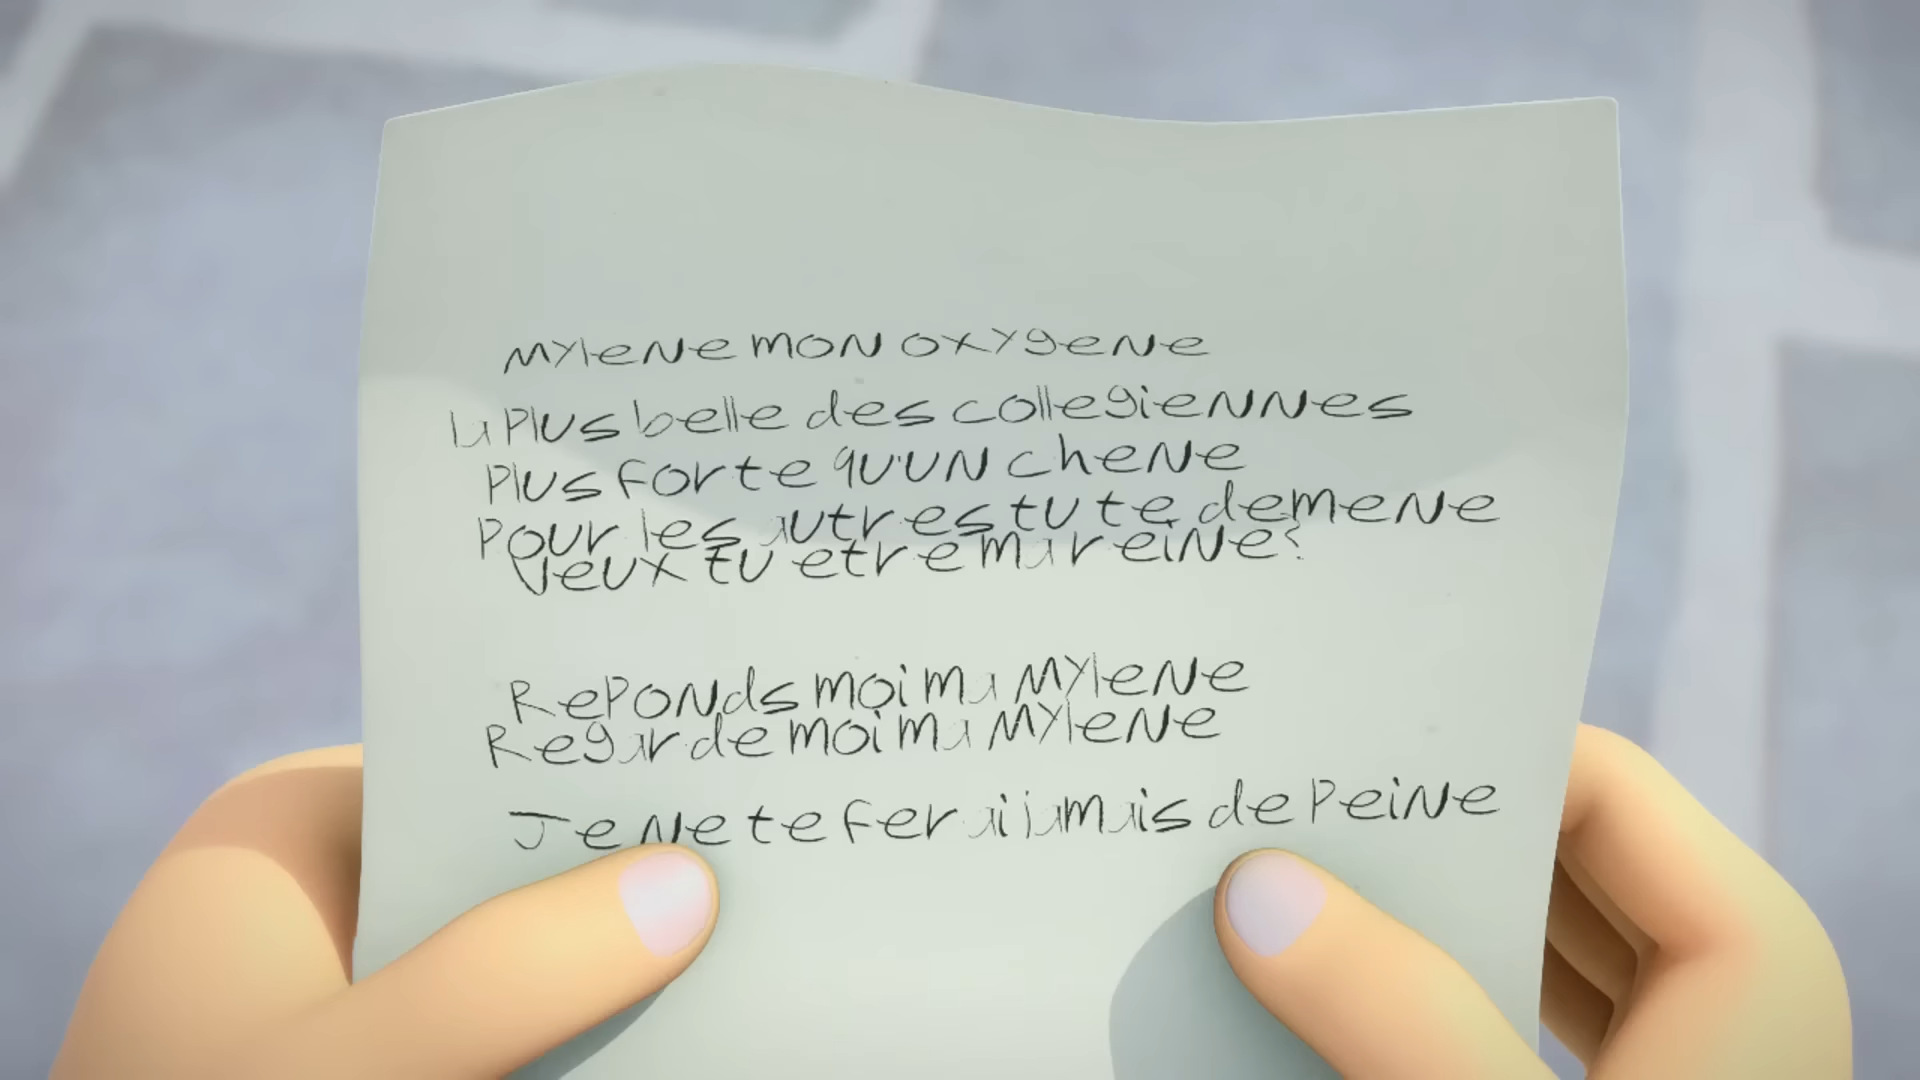 MYleNe mON OXYgeNe
la Plus belle des collegieNNes
Plus forte qu'uN cheNe
Pour les autres tu te demeNe
Veux tu etre ma reiNe?
RePONds moi ma MYleNe
Regarde moi ma MYleNe
Je Ne te ferai jamais de PeiNe